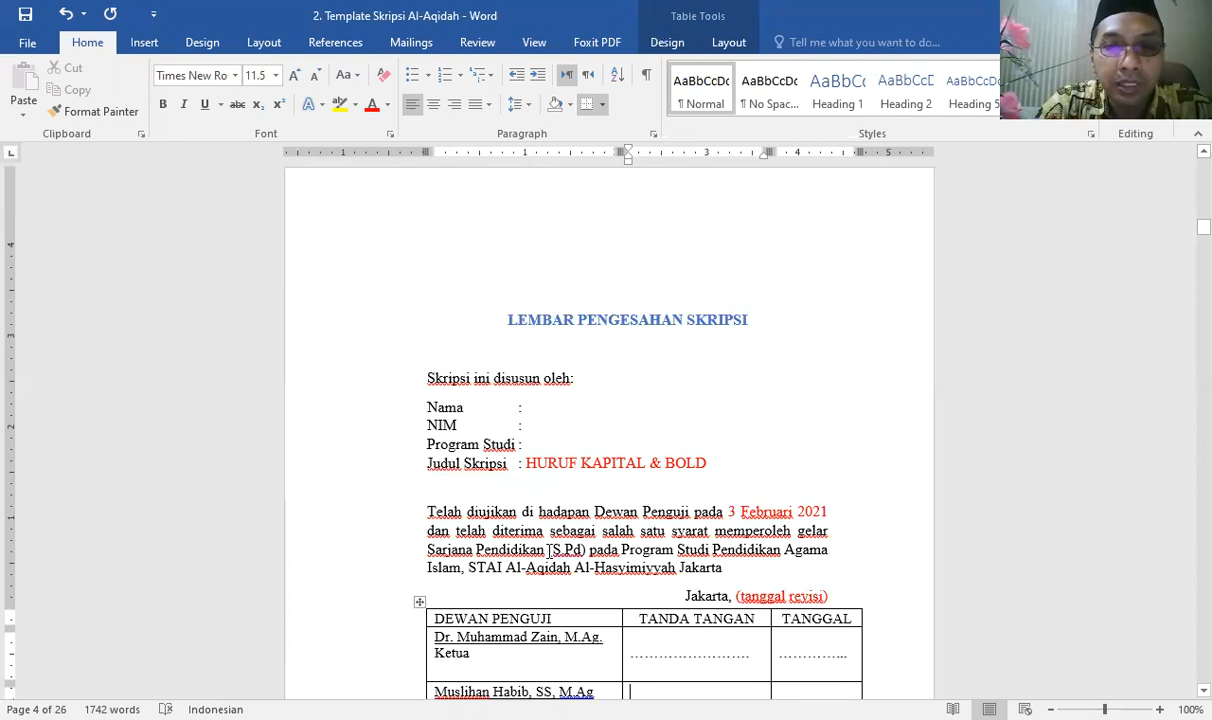 2. Template Skripsi Al-Aqidah - Word
Table Tools
File Home Insert Design Layout References Mailings Review View Foxit PDF Design Layout Tell me what you want to do...
Paste
Cut
Copy
Format Painter
Clipboard
Times New Ro 11.5
Font
Paragraph
AaBbCcDc AaBbCcDc AaBbCc AaBbCcD AaBbCcDc
¶ Normal ¶ No Spac... Heading 1 Heading 2 Heading 5
Styles
Editing
1 1 3 4 5
LEMBAR PENGESAHAN SKRIPSI
Skripsi ini disusun oleh:
Nama :
NIM :
Program Studi :
Judul Skripsi : HURUF KAPITAL & BOLD
Telah diujikan di hadapan Dewan Penguji pada 3 Februari 2021
dan telah diterima sebagai salah satu syarat memperoleh gelar
Sarjana Pendidikan (S.Pd) pada Program Studi Pendidikan Agama
Islam, STAI Al-Aqidah Al-Hasyimiyyah Jakarta
Jakarta, (tanggal revisi)
DEWAN PENGUJI TANDA TANGAN TANGGAL
Dr. Muhammad Zain, M.Ag.
Ketua ……………………. …………...
Muslihan Habib, SS, M.Ag
Page 4 of 26 1742 words Indonesian 100%